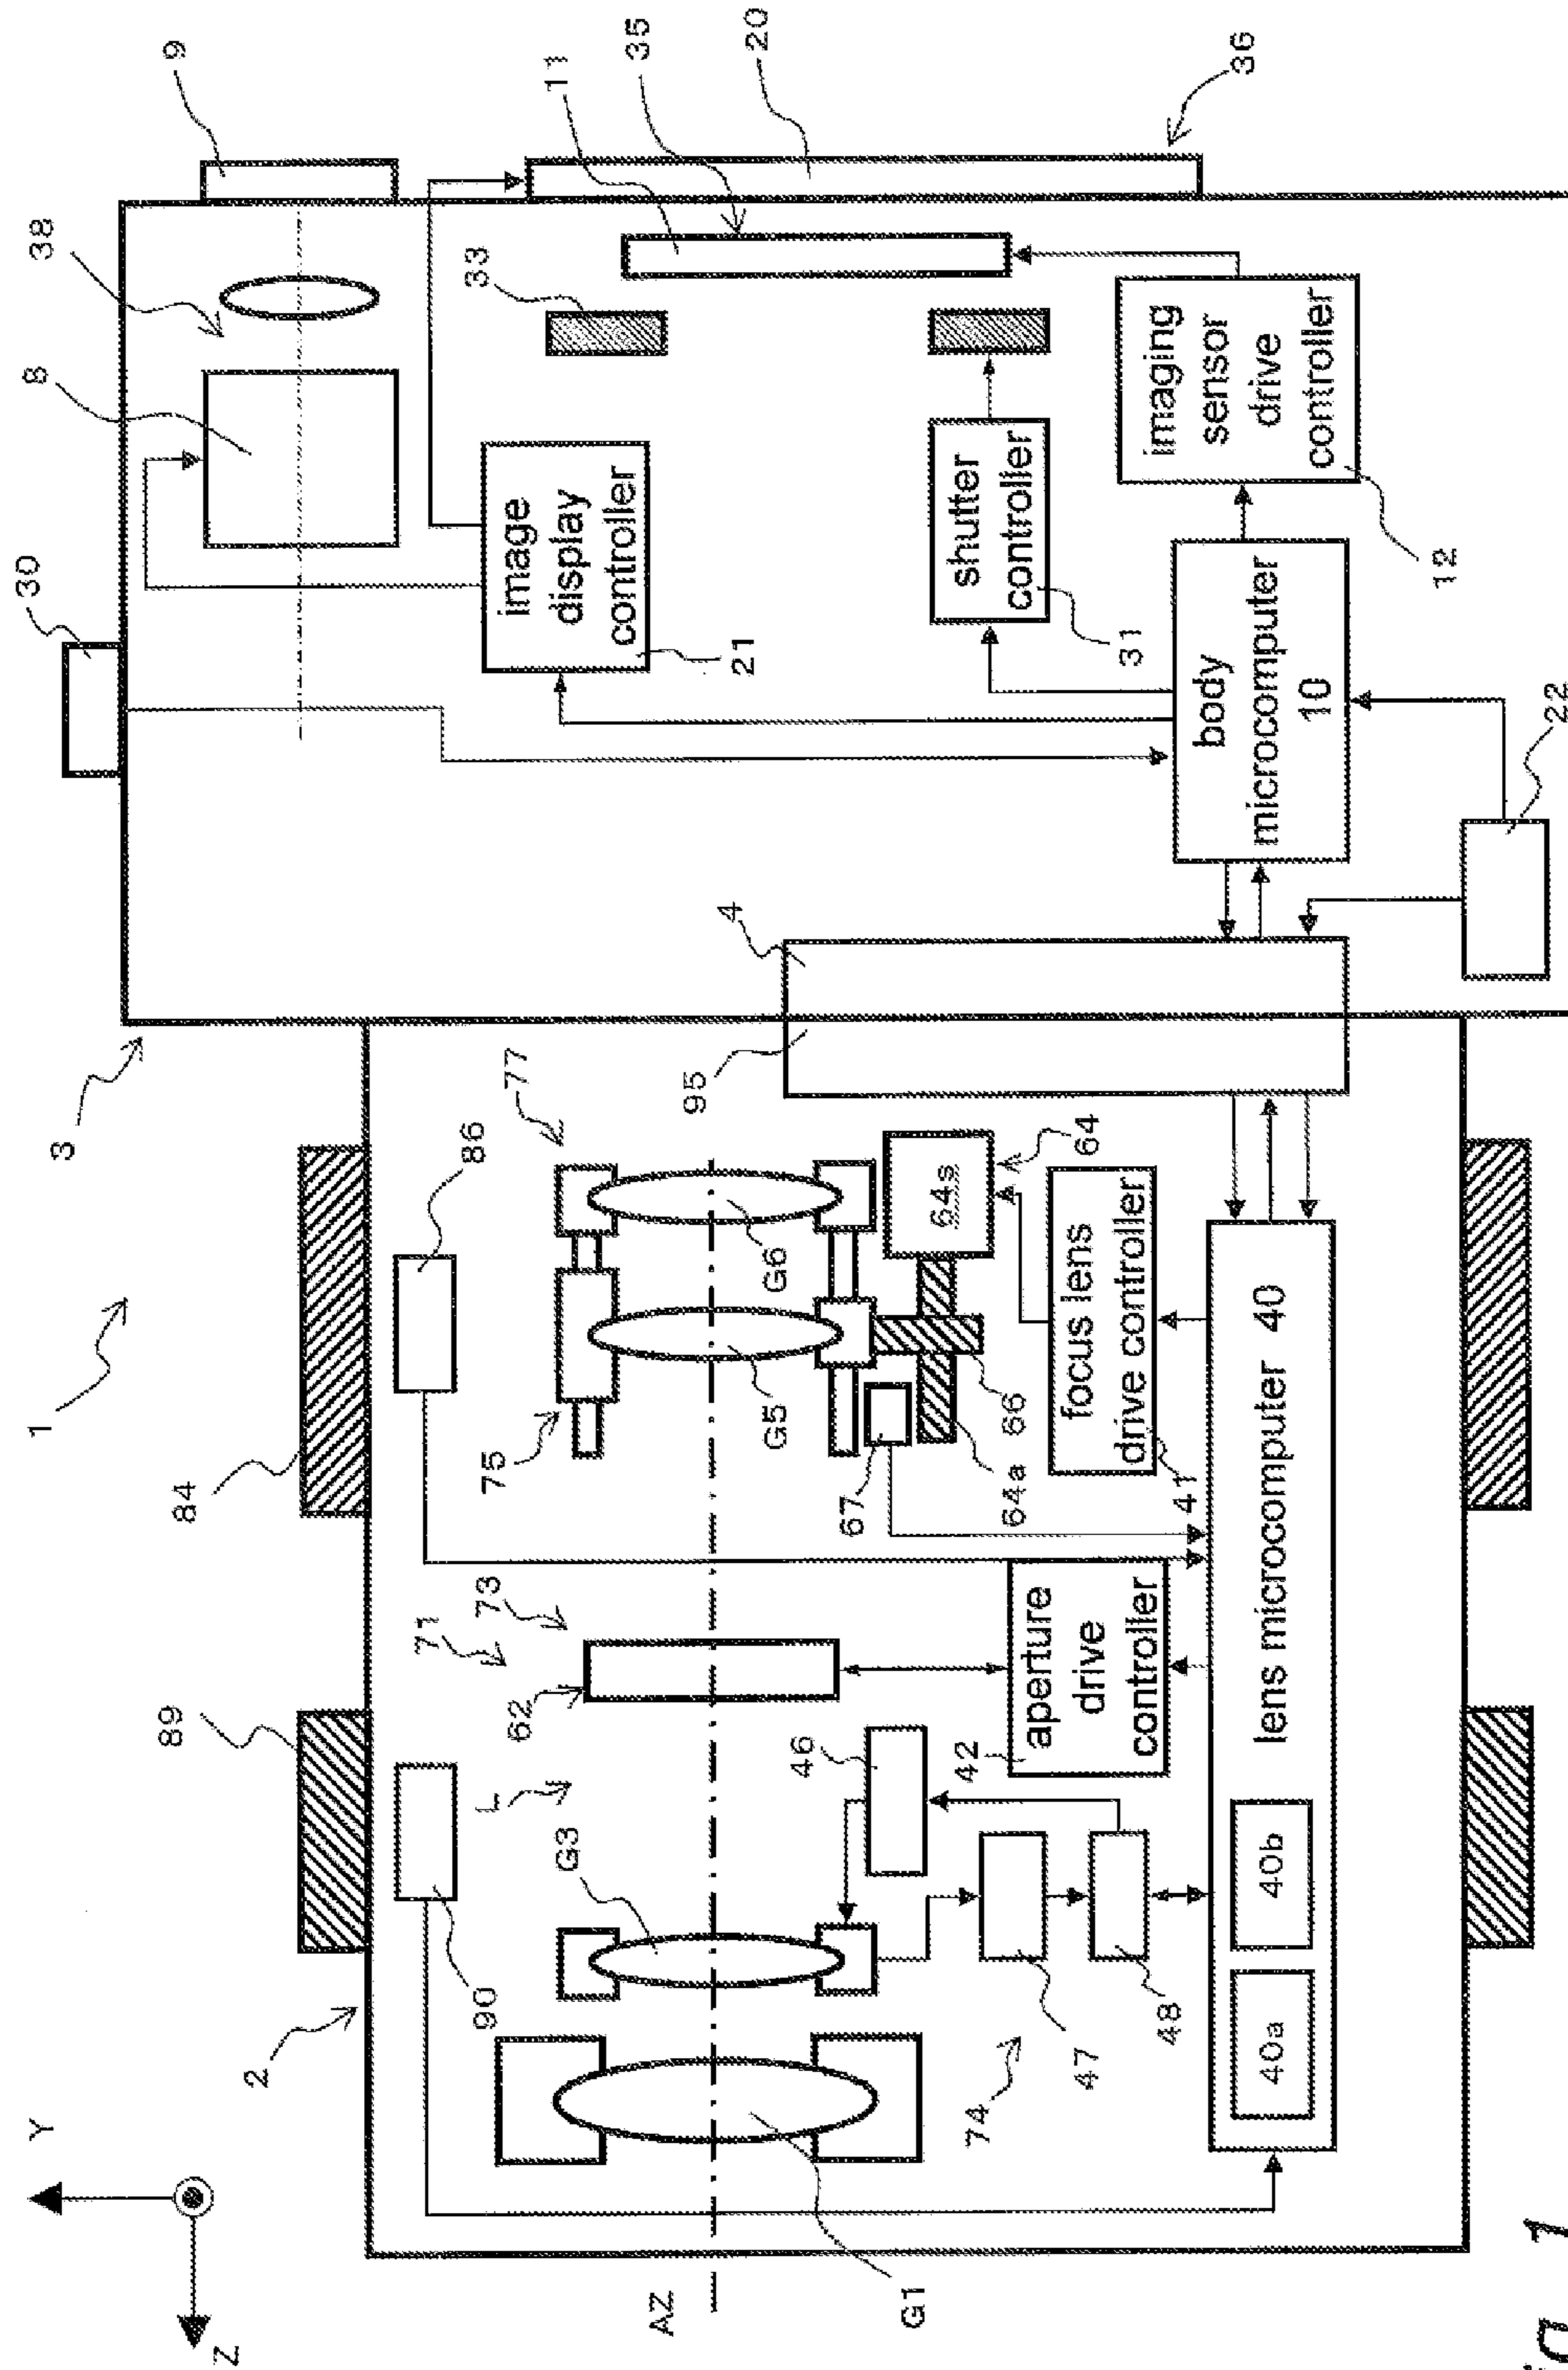 1
2
3
Y
Z
30
8
38
9
11
35
20
36
33
image
display
controller
21
shutter
controller
31
imaging
sensor
drive
controller
12
body
microcomputer
10
22
4
95
89
84
90
86
L
71
73
62
75
77
G1
G3
G5
G6
AZ
46
47
48
74
67
64a
66
64s
64
aperture
drive
controller
42
focus lens
drive controller
41
40a
40b
lens microcomputer 40